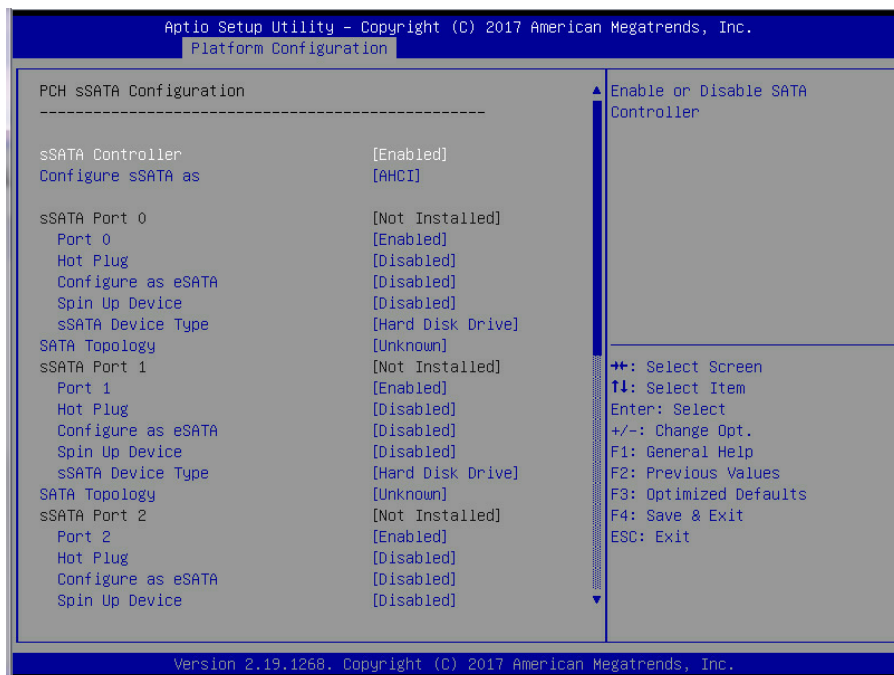 Aptio Setup Utility – Copyright (C) 2017 American Megatrends, Inc.
Platform Configuration
PCH sSATA Configuration
--------------------------------------------------
sSATA Controller [Enabled]
Configure sSATA as [AHCI]
sSATA Port 0 [Not Installed]
Port 0 [Enabled]
Hot Plug [Disabled]
Configure as eSATA [Disabled]
Spin Up Device [Disabled]
sSATA Device Type [Hard Disk Drive]
SATA Topology [Unknown]
sSATA Port 1 [Not Installed]
Port 1 [Enabled]
Hot Plug [Disabled]
Configure as eSATA [Disabled]
Spin Up Device [Disabled]
sSATA Device Type [Hard Disk Drive]
SATA Topology [Unknown]
sSATA Port 2 [Not Installed]
Port 2 [Enabled]
Hot Plug [Disabled]
Configure as eSATA [Disabled]
Spin Up Device [Disabled]
Enable or Disable SATA
Controller
→←: Select Screen
↑↓: Select Item
Enter: Select
+/-: Change Opt.
F1: General Help
F2: Previous Values
F3: Optimized Defaults
F4: Save & Exit
ESC: Exit
Version 2.19.1268. Copyright (C) 2017 American Megatrends, Inc.